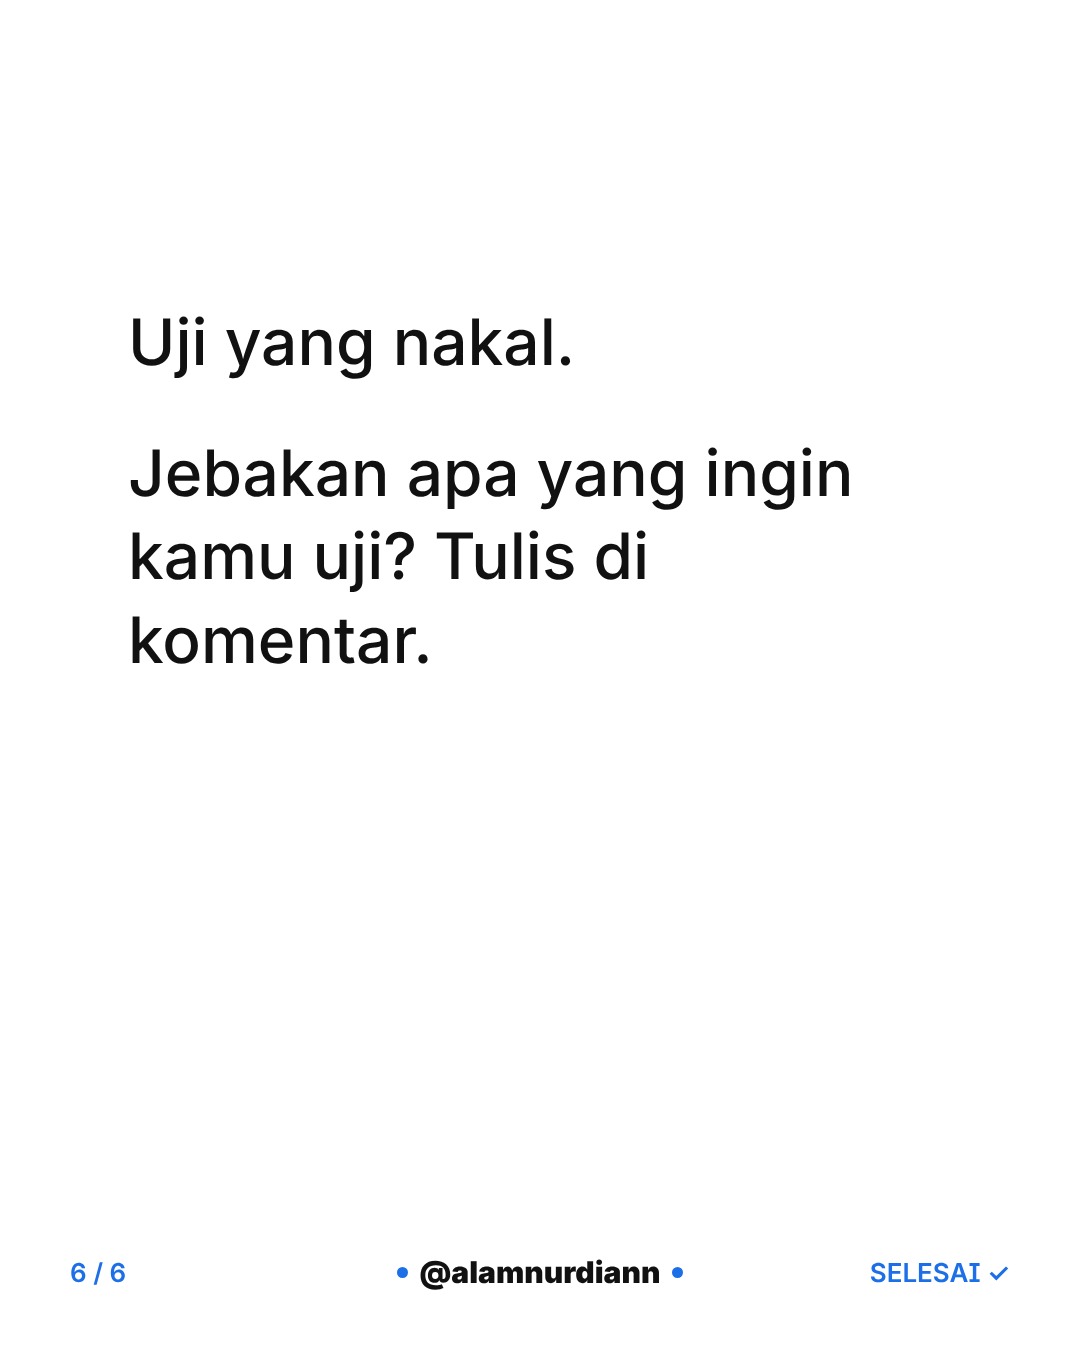 Uji yang nakal.
Jebakan apa yang ingin
kamu uji? Tulis di
komentar.
6 / 6
• @alamnurdiann •
SELESAI ✓